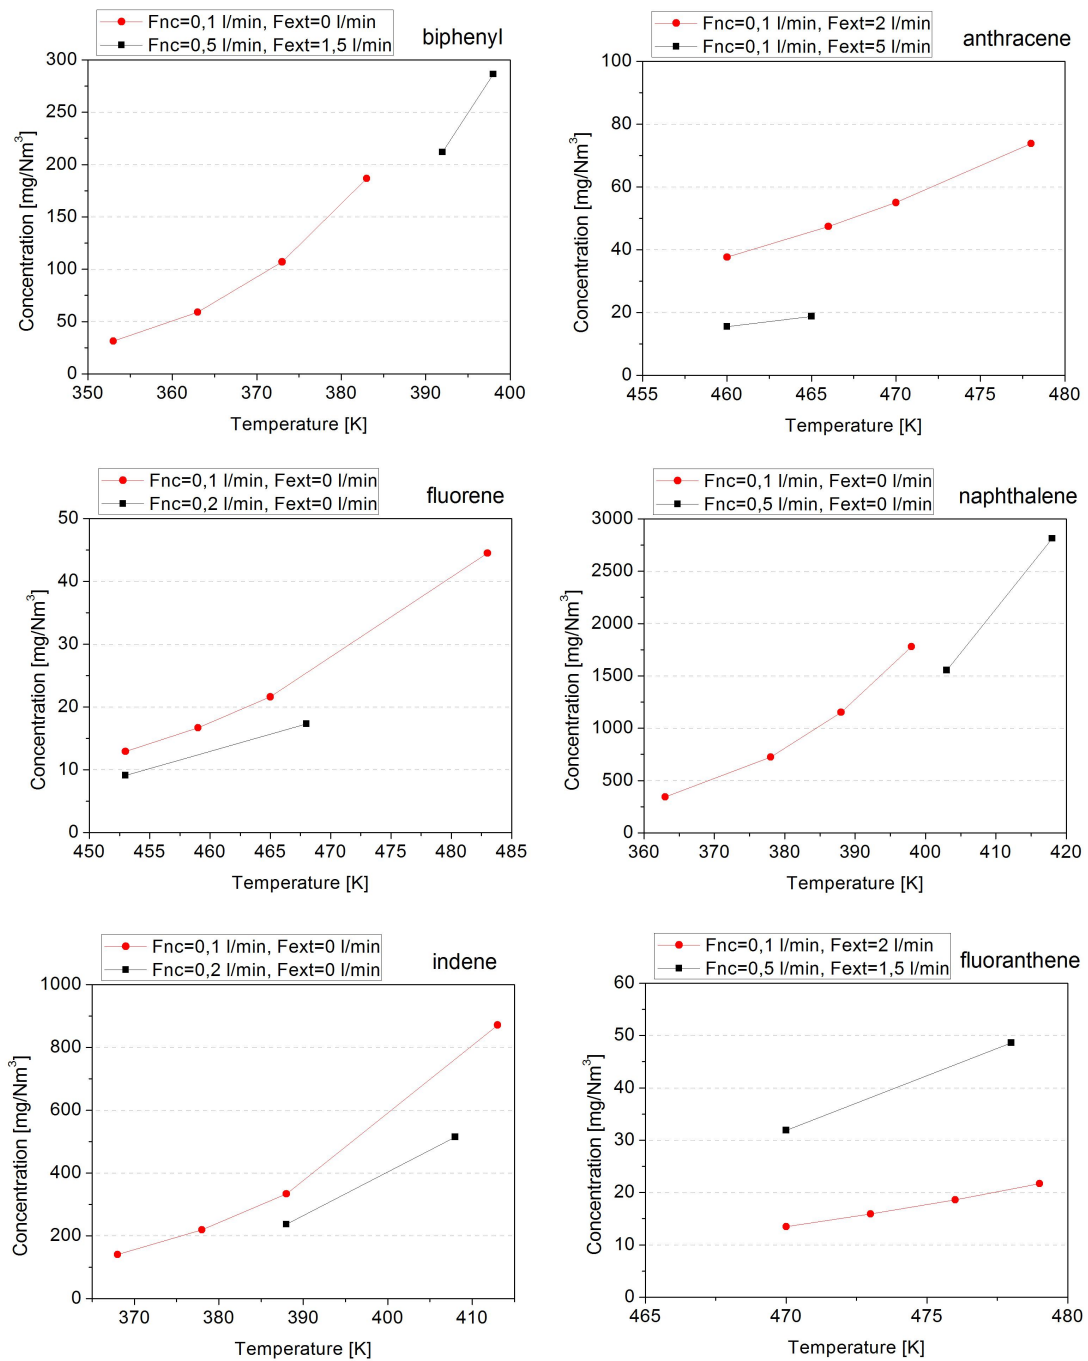 Fnc=0,1 l/min, Fext=0 l/min
Fnc=0,5 l/min, Fext=1,5 l/min
biphenyl
300
250
200
150
100
50
0
Concentration [mg/Nm³]
350 360 370 380 390 400
Temperature [K]
Fnc=0,1 l/min, Fext=2 l/min
Fnc=0,1 l/min, Fext=5 l/min
anthracene
100
80
60
40
20
0
Concentration [mg/Nm³]
455 460 465 470 475 480
Temperature [K]
Fnc=0,1 l/min, Fext=0 l/min
Fnc=0,2 l/min, Fext=0 l/min
fluorene
50
40
30
20
10
0
Concentration [mg/Nm³]
450 455 460 465 470 475 480 485
Temperature [K]
Fnc=0,1 l/min, Fext=0 l/min
Fnc=0,5 l/min, Fext=0 l/min
naphthalene
3000
2500
2000
1500
1000
500
0
Concentration [mg/Nm³]
360 370 380 390 400 410 420
Temperature [K]
Fnc=0,1 l/min, Fext=0 l/min
Fnc=0,2 l/min, Fext=0 l/min
indene
1000
800
600
400
200
0
Concentration [mg/Nm³]
370 380 390 400 410
Temperature [K]
Fnc=0,1 l/min, Fext=2 l/min
Fnc=0,5 l/min, Fext=1,5 l/min
fluoranthene
60
50
40
30
20
10
0
Concentration [mg/Nm³]
465 470 475 480
Temperature [K]